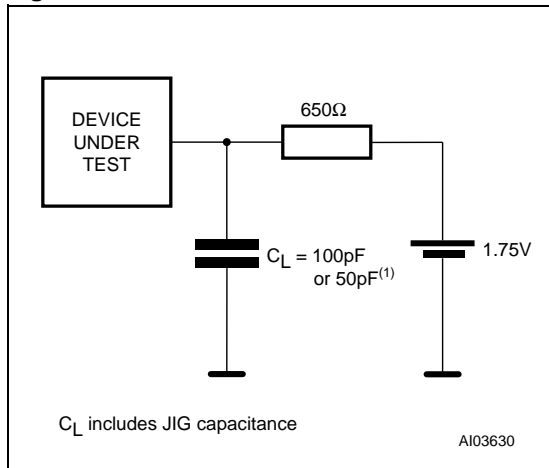 DEVICE
UNDER
TEST
650Ω
CL = 100pF
or 50pF(1)
1.75V
CL includes JIG capacitance
AI03630